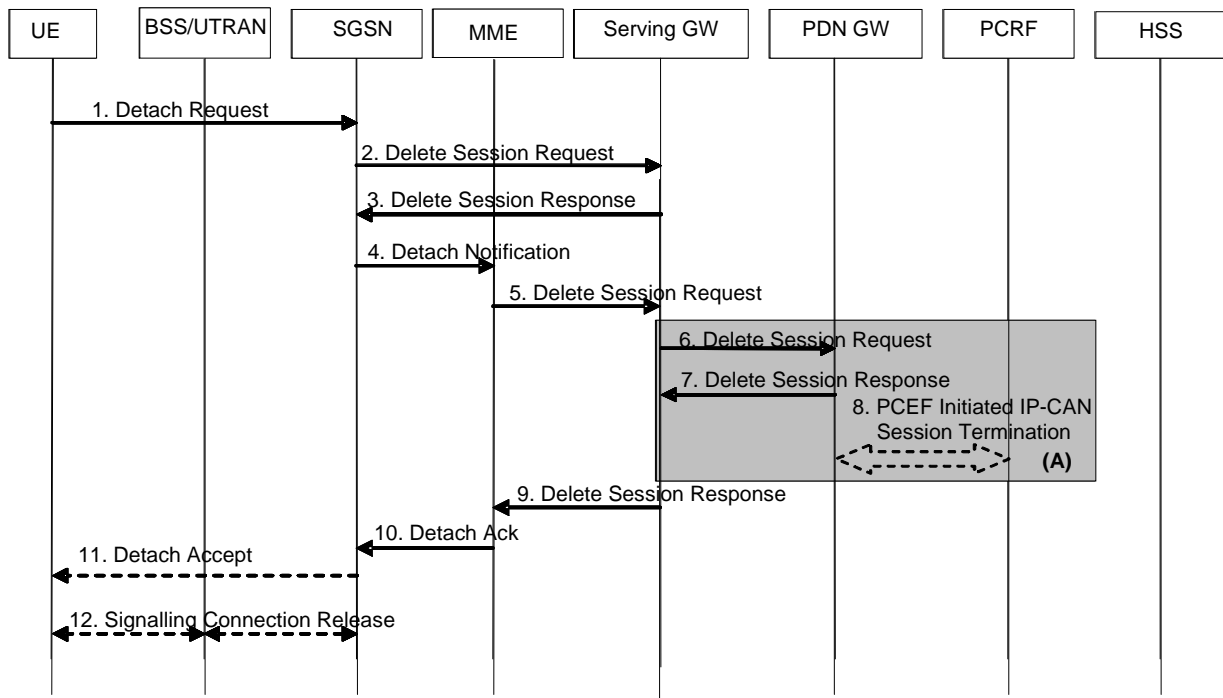 UE
BSS/UTRAN
SGSN
MME
Serving GW
PDN GW
PCRF
HSS
1. Detach Request
2. Delete Session Request
3. Delete Session Response
4. Detach Notification
5. Delete Session Request
6. Delete Session Request
7. Delete Session Response
8. PCEF Initiated IP-CAN
Session Termination
(A)
9. Delete Session Response
10. Detach Ack
11. Detach Accept
12. Signalling Connection Release